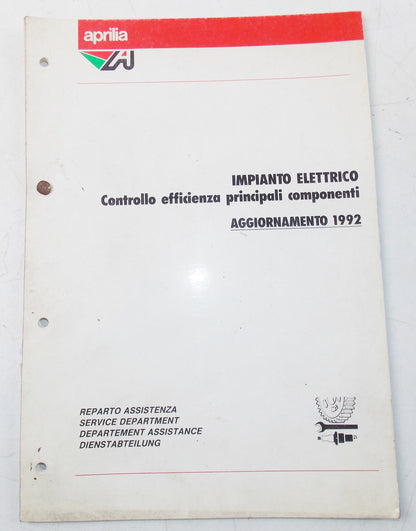 aprilia
IMPIANTO ELETTRICO
Controllo efficienza principali componenti
AGGIORNAMENTO 1992
REPARTO ASSISTENZA
SERVICE DEPARTMENT
DEPARTEMENT ASSISTANCE
DIENSTABTEILUNG